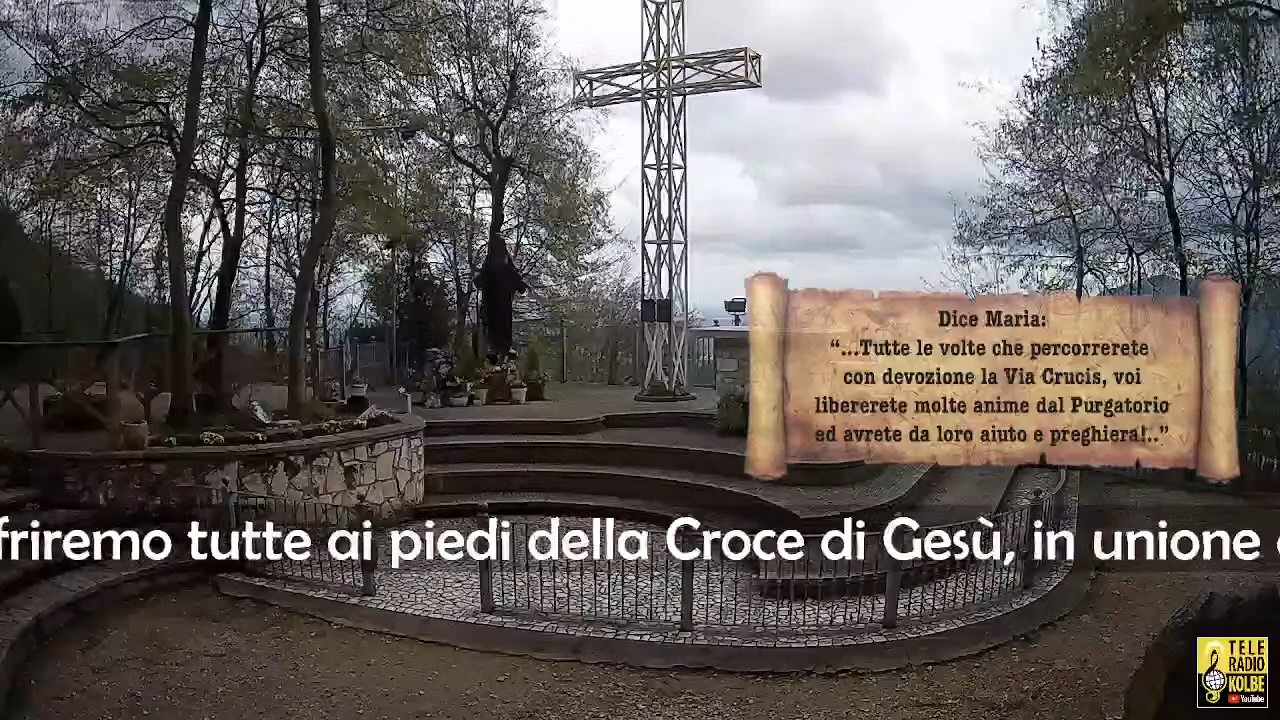 Dice Maria:
“...Tutte le volte che percorrerete
con devozione la Via Crucis, voi
libererete molte anime dal Purgatorio
ed avrete da loro aiuto e preghiera!..”
friremo tutte ai piedi della Croce di Gesù, in unione
TELE
RADIO
KOLBE
YouTube